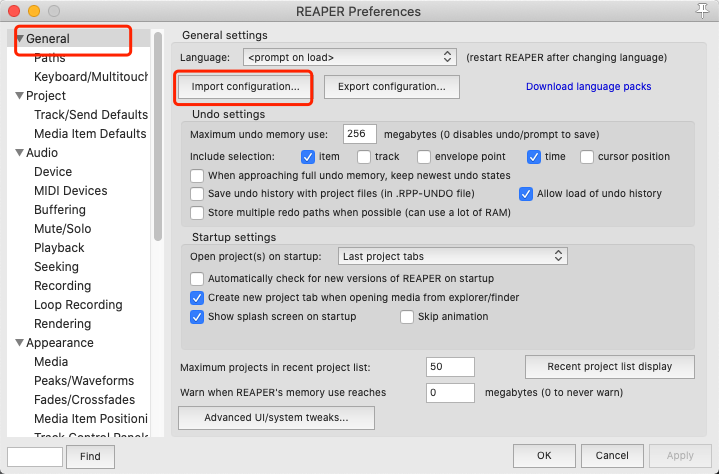 REAPER Preferences
General
Paths
Keyboard/Multitouch
Project
Track/Send Defaults
Media Item Defaults
Audio
Device
MIDI Devices
Buffering
Mute/Solo
Playback
Seeking
Recording
Loop Recording
Rendering
Appearance
Media
Peaks/Waveforms
Fades/Crossfades
Media Item Positioni
Track Control Panels
Find
General settings
Language: <prompt on load> (restart REAPER after changing language)
Import configuration... Export configuration... Download language packs
Undo settings
Maximum undo memory use: 256 megabytes (0 disables undo/prompt to save)
Include selection: item track envelope point time cursor position
When approaching full undo memory, keep newest undo states
Save undo history with project files (in .RPP-UNDO file) Allow load of undo history
Store multiple redo paths when possible (can use a lot of RAM)
Startup settings
Open project(s) on startup: Last project tabs
Automatically check for new versions of REAPER on startup
Create new project tab when opening media from explorer/finder
Show splash screen on startup Skip animation
Maximum projects in recent project list: 50 Recent project list display
Warn when REAPER's memory use reaches 0 megabytes (0 to never warn)
Advanced UI/system tweaks...
OK Cancel Apply